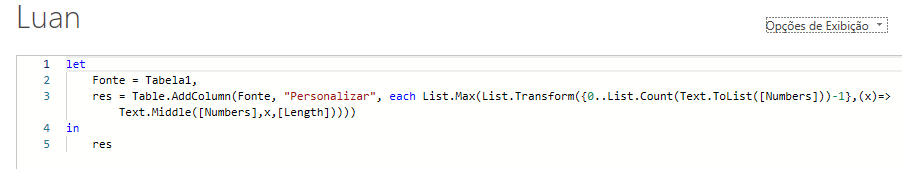 Luan
Opções de Exibição
1 let
2 Fonte = Tabela1,
3 res = Table.AddColumn(Fonte, "Personalizar", each List.Max(List.Transform({0..List.Count(Text.ToList([Numbers]))-1},(x)=>
Text.Middle([Numbers],x,[Length]))))
4 in
5 res